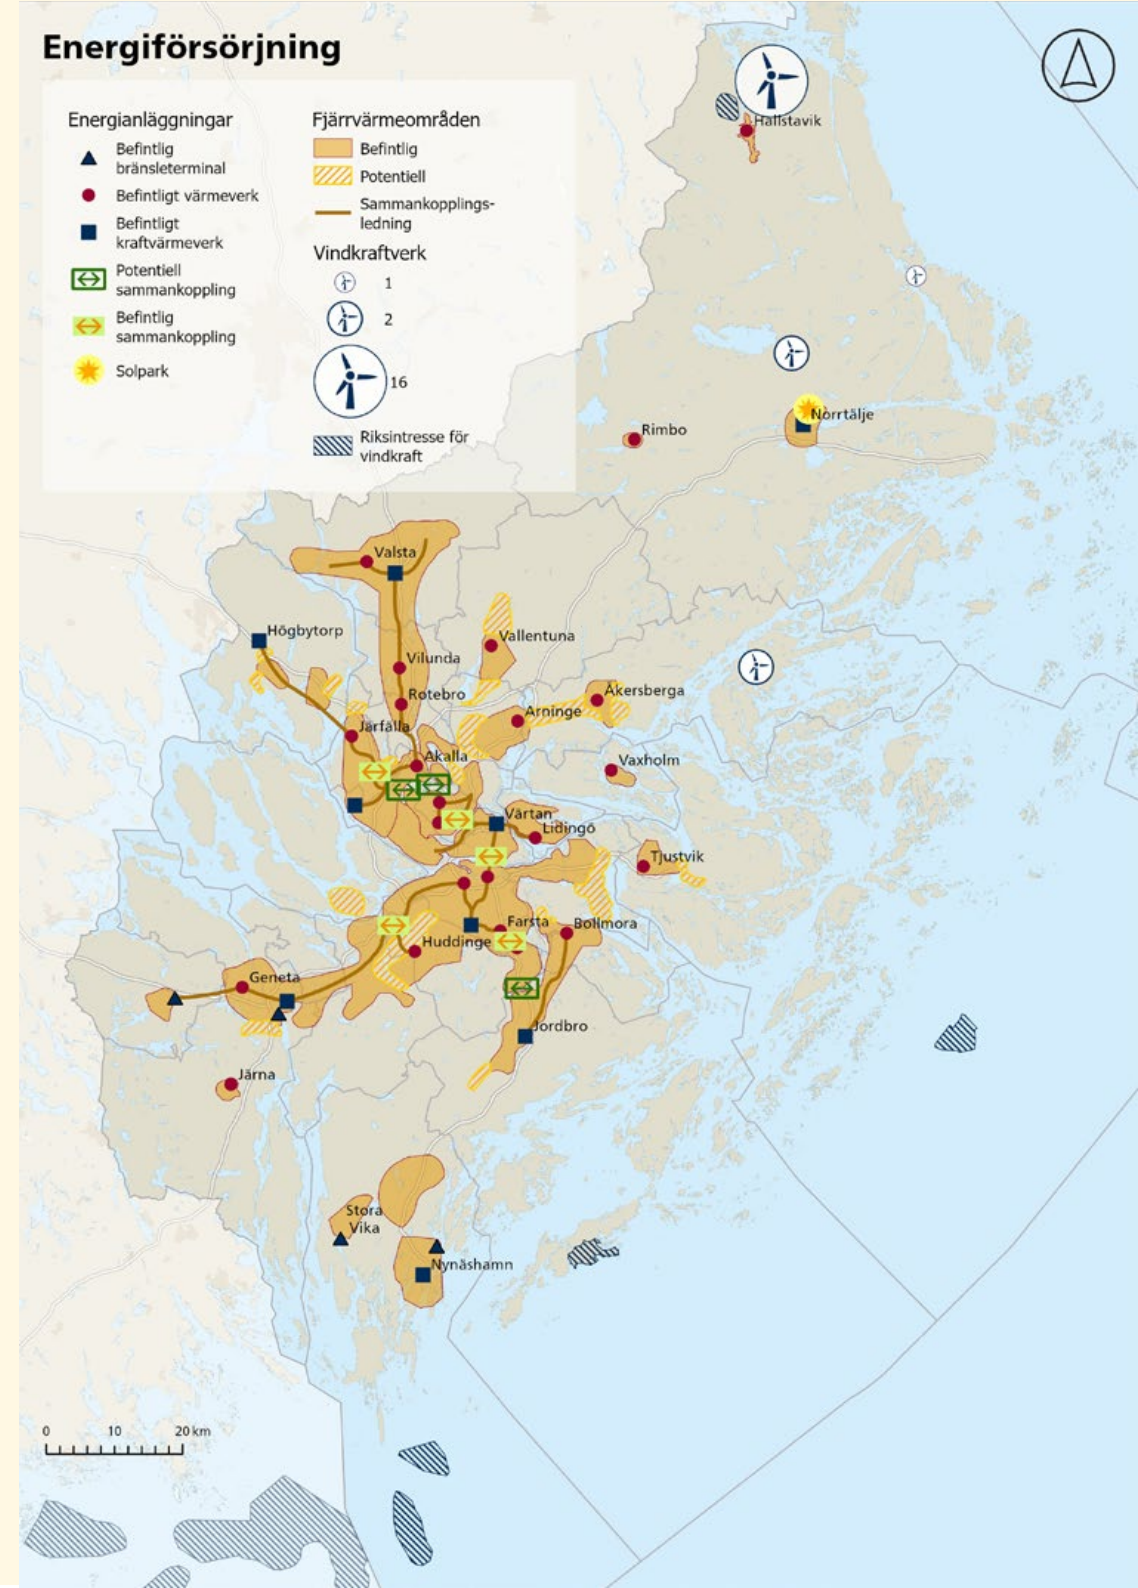 Energiförsörjning
Energianläggningar
Befintlig
bränsleterminal
Befintligt värmeverk
Befintligt
kraftvärmeverk
Potentiell
sammankoppling
Befintlig
sammankoppling
Solpark
Fjärrvärmeområden
Befintlig
Potentiell
Sammankopplings-
ledning
Vindkraftverk
1
2
16
Riksintresse för
vindkraft
Hallstavik
Norrtälje
Rimbo
Valsta
Högbytorp
Vallentuna
Vilunda
Åkersberga
Rotebro
Arninge
Järfälla
Akalla
Vaxholm
Värtan
Lidingö
Tjustvik
Farsta
Bollmora
Huddinge
Geneta
Jordbro
Järna
Stora
Vika
Nynäshamn
0 10 20 km